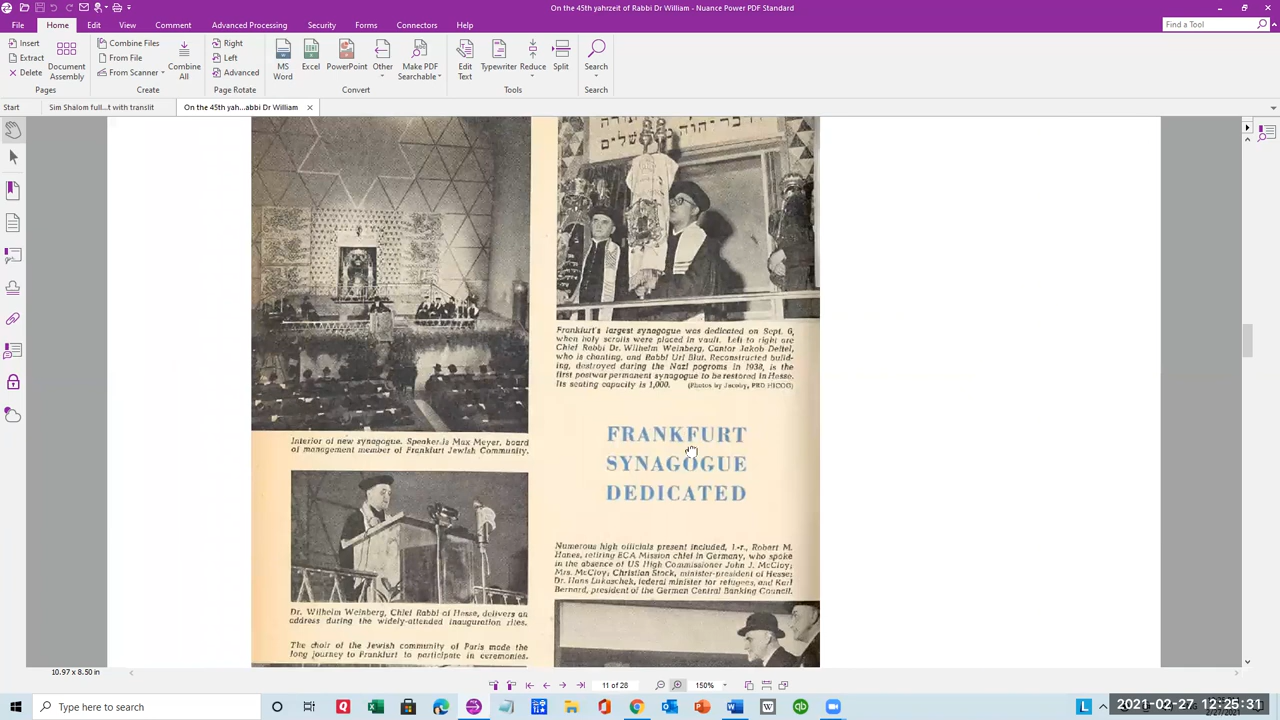 On the 45th yahrzeit of Rabbi Dr William - Nuance Power PDF Standard
File Home Edit View Comment Advanced Processing Security Forms Connectors Help
Find a Tool
Insert
Extract
Delete
Pages
Document Assembly
Combine Files
From File
From Scanner
Combine All
Create
Right
Left
Advanced
Page Rotate
MS Word
Excel
PowerPoint
Other
Make PDF Searchable
Convert
Edit Text
Typewriter
Reduce
Split
Tools
Search
Search
Start
Sim Shalom full...t with translit
On the 45th yah...abbi Dr William
Interior of new synagogue. Speaker is Max Meyer, board
of management member of Frankfurt Jewish Community.
Dr. Wilhelm Weinberg, Chief Rabbi of Hesse, delivers an
address during the widely-attended inauguration rites.
The choir of the Jewish community of Paris made the
long journey to Frankfurt to participate in ceremonies.
Frankfurt's largest synagogue was dedicated on Sept. 6,
when holy scrolls were placed in vault. Left to right are
Chief Rabbi Dr. Wilhelm Weinberg, Cantor Jakob
who is chanting, and Rabbi Uri Blut. Reconstructed build-
ing, destroyed during the Nazi pogroms in 1938, is the
first postwar permanent synagogue to be restored in Hesse.
Its seating capacity is 1,000. (Photos by Jacoby, PRD HICOG)
FRANKFURT
SYNAGOGUE
DEDICATED
Numerous high officials present included, l.-r., Robert M.
Hanes, retiring ECA Mission chief in Germany, who spoke
in the absence of US High Commissioner John J. McCloy;
Mrs. McCloy; Christian Stock, minister-president of Hesse;
Dr. Hans Lukaschek, federal minister for refugees, and Karl
Bernard, president of the German Central Banking Council.
10.97 x 8.50 in
11 of 28
150%
Type here to search
2021-02-27 12:25:31